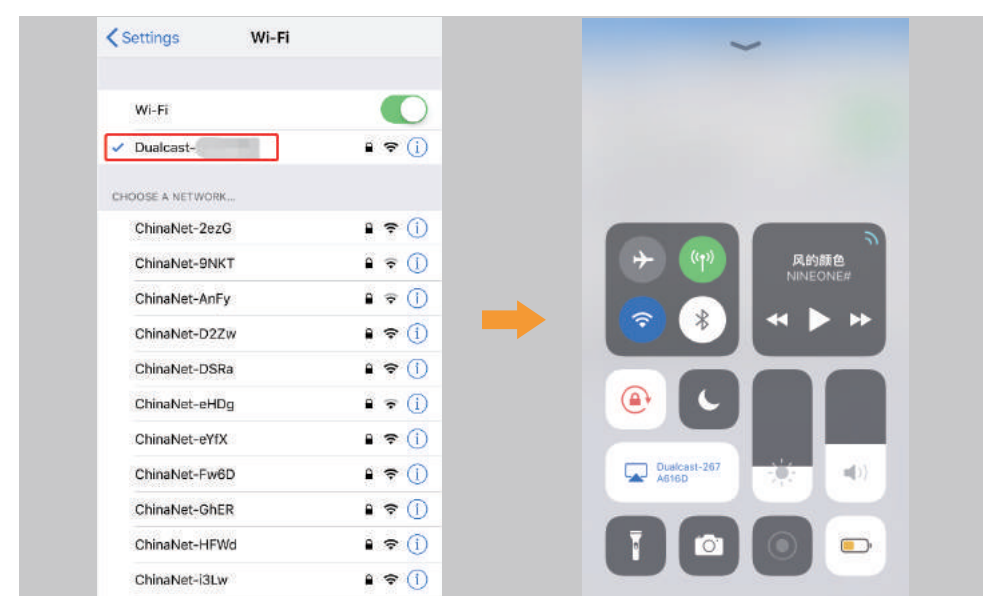 Settings
Wi-Fi
Wi-Fi
Dualcast-
CHOOSE A NETWORK...
ChinaNet-2ezG
ChinaNet-9NKT
ChinaNet-AnFy
ChinaNet-D2Zw
ChinaNet-DSRa
ChinaNet-eHDg
ChinaNet-eYfX
ChinaNet-Fw6D
ChinaNet-GhER
ChinaNet-HFWd
ChinaNet-i3Lw
风的颜色
NINEONE#
Dualcast-267
A616D